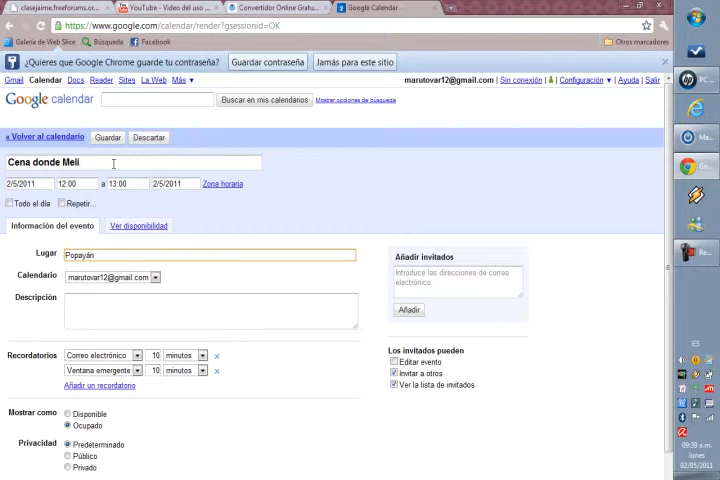 clasejaime.freeforums.or...
YouTube - Video del uso ...
Convertidor Online Gratu...
Google Calendar
https://www.google.com/calendar/render?gsessionid=OK
Galería de Web Slice
Búsqueda
Facebook
Otros marcadores
¿Quieres que Google Chrome guarde tu contraseña?
Guardar contraseña
Jamás para este sitio
Gmail Calendar Docs Reader Sites La Web Más ▼
marutovar12@gmail.com | Sin conexión | Configuración ▼ | Ayuda | Salir
Google calendar
Buscar en mis calendarios
Mostrar opciones de búsqueda
« Volver al calendario
Guardar
Descartar
Cena donde Meli
2/5/2011 12:00 a 13:00 2/5/2011 Zona horaria
Todo el día Repetir...
Información del evento
Ver disponibilidad
Lugar Popayán
Calendario marutovar12@gmail.com
Descripción
Recordatorios Correo electrónico 10 minutos x
Ventana emergente 10 minutos x
Añadir un recordatorio
Mostrar como Disponible
Ocupado
Privacidad Predeterminado
Público
Privado
Añadir invitados
Introduce las direcciones de correo
electrónico.
Añadir
Los invitados pueden
Editar evento
Invitar a otros
Ver la lista de invitados
PC ...
Ma...
Go...
Re...
ES
09:39 a.m.
lunes
02/05/2011